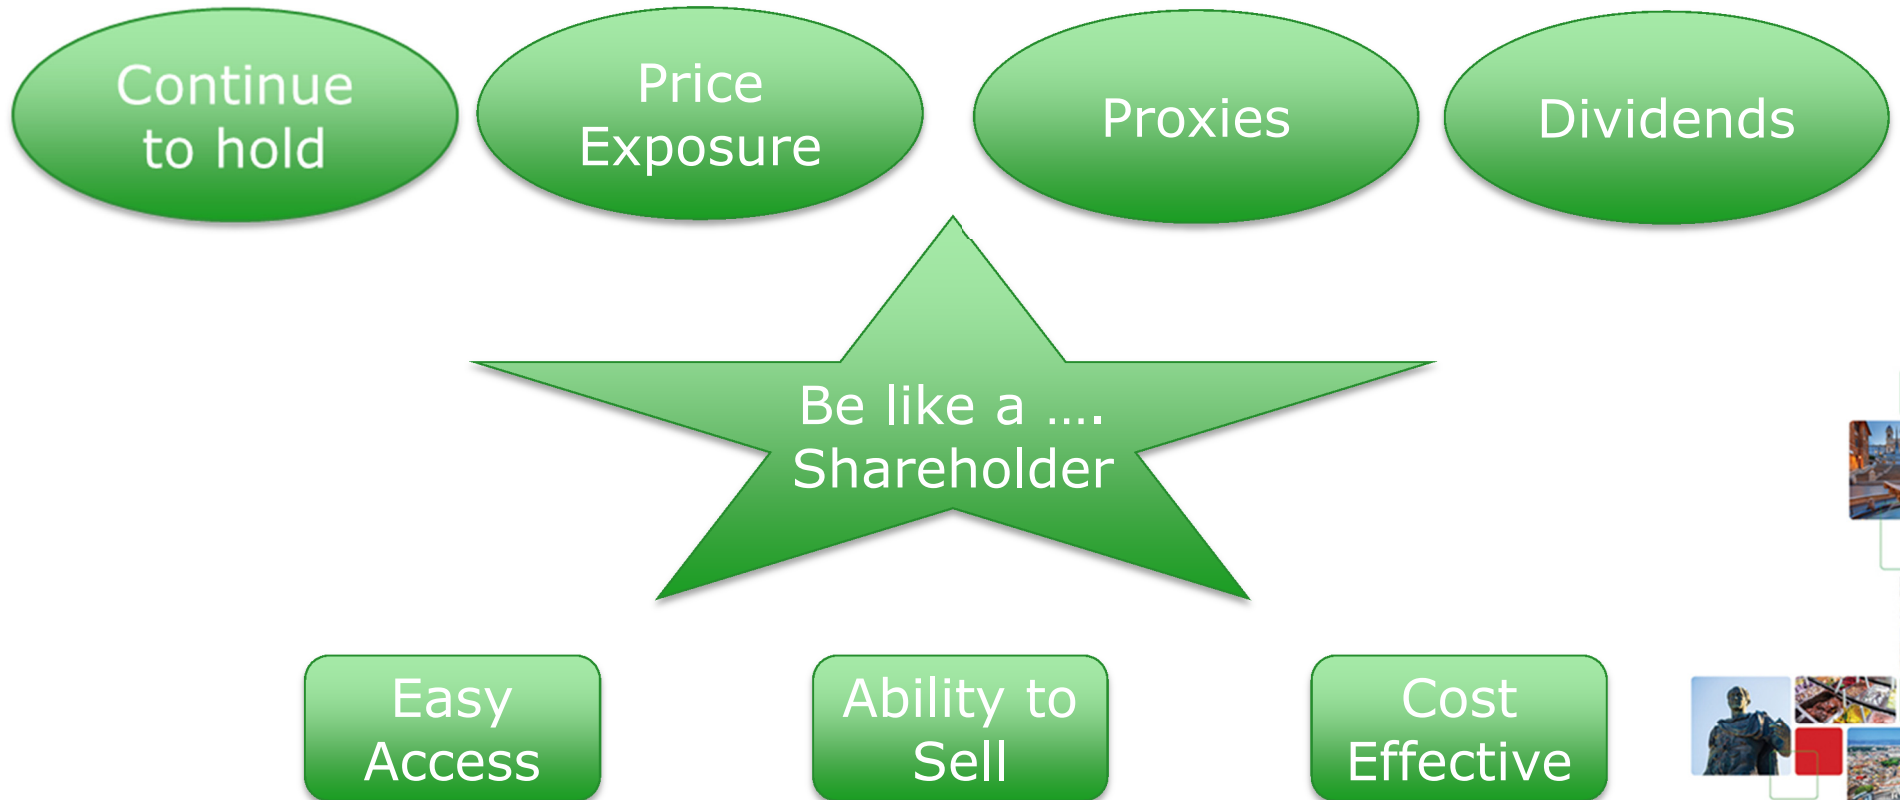 Continue
to hold
Price
Exposure
Proxies
Dividends
Be like a ....
Shareholder
Easy
Access
Ability to
Sell
Cost
Effective